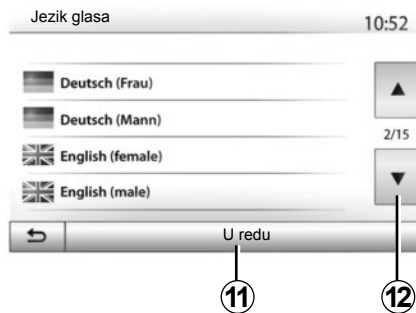 Jezik glasa
10:52
Deutsch (Frau)
Deutsch (Mann)
2/15
English (female)
English (male)
U redu
11
12